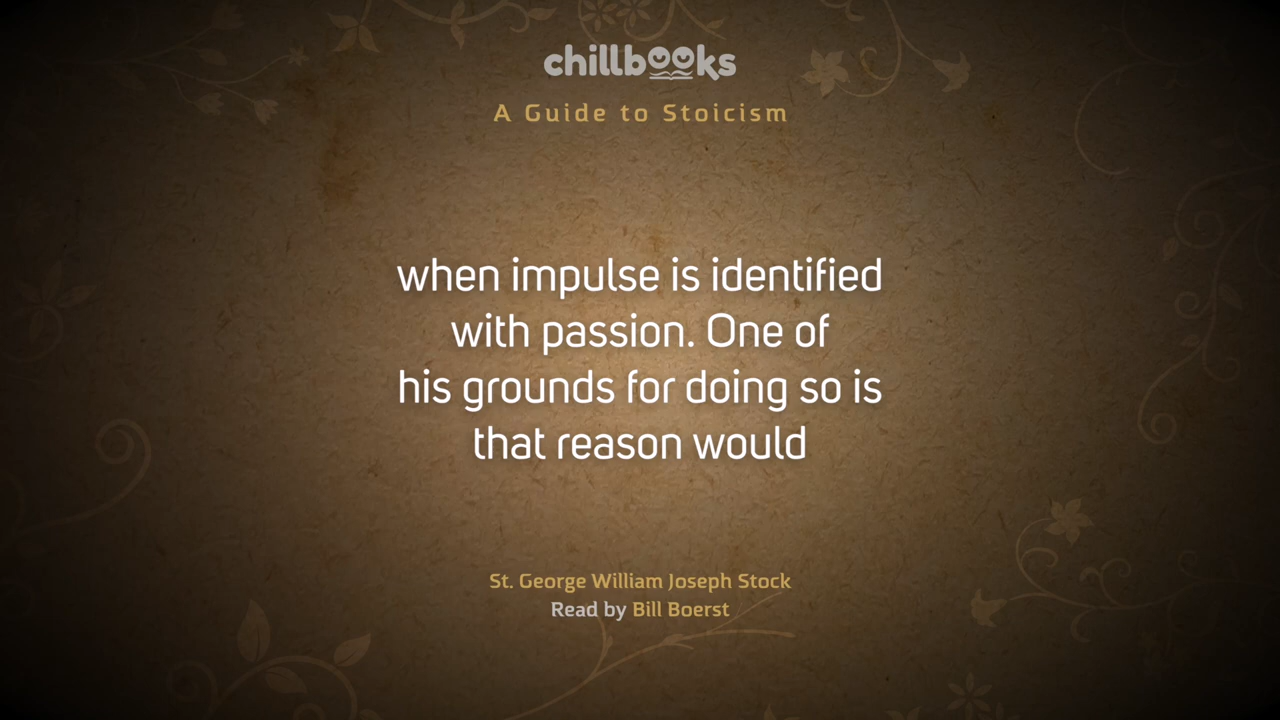 chillbooks
A Guide to Stoicism
when impulse is identified
with passion. One of
his grounds for doing so is
that reason would
St. George William Joseph Stock
Read by Bill Boerst